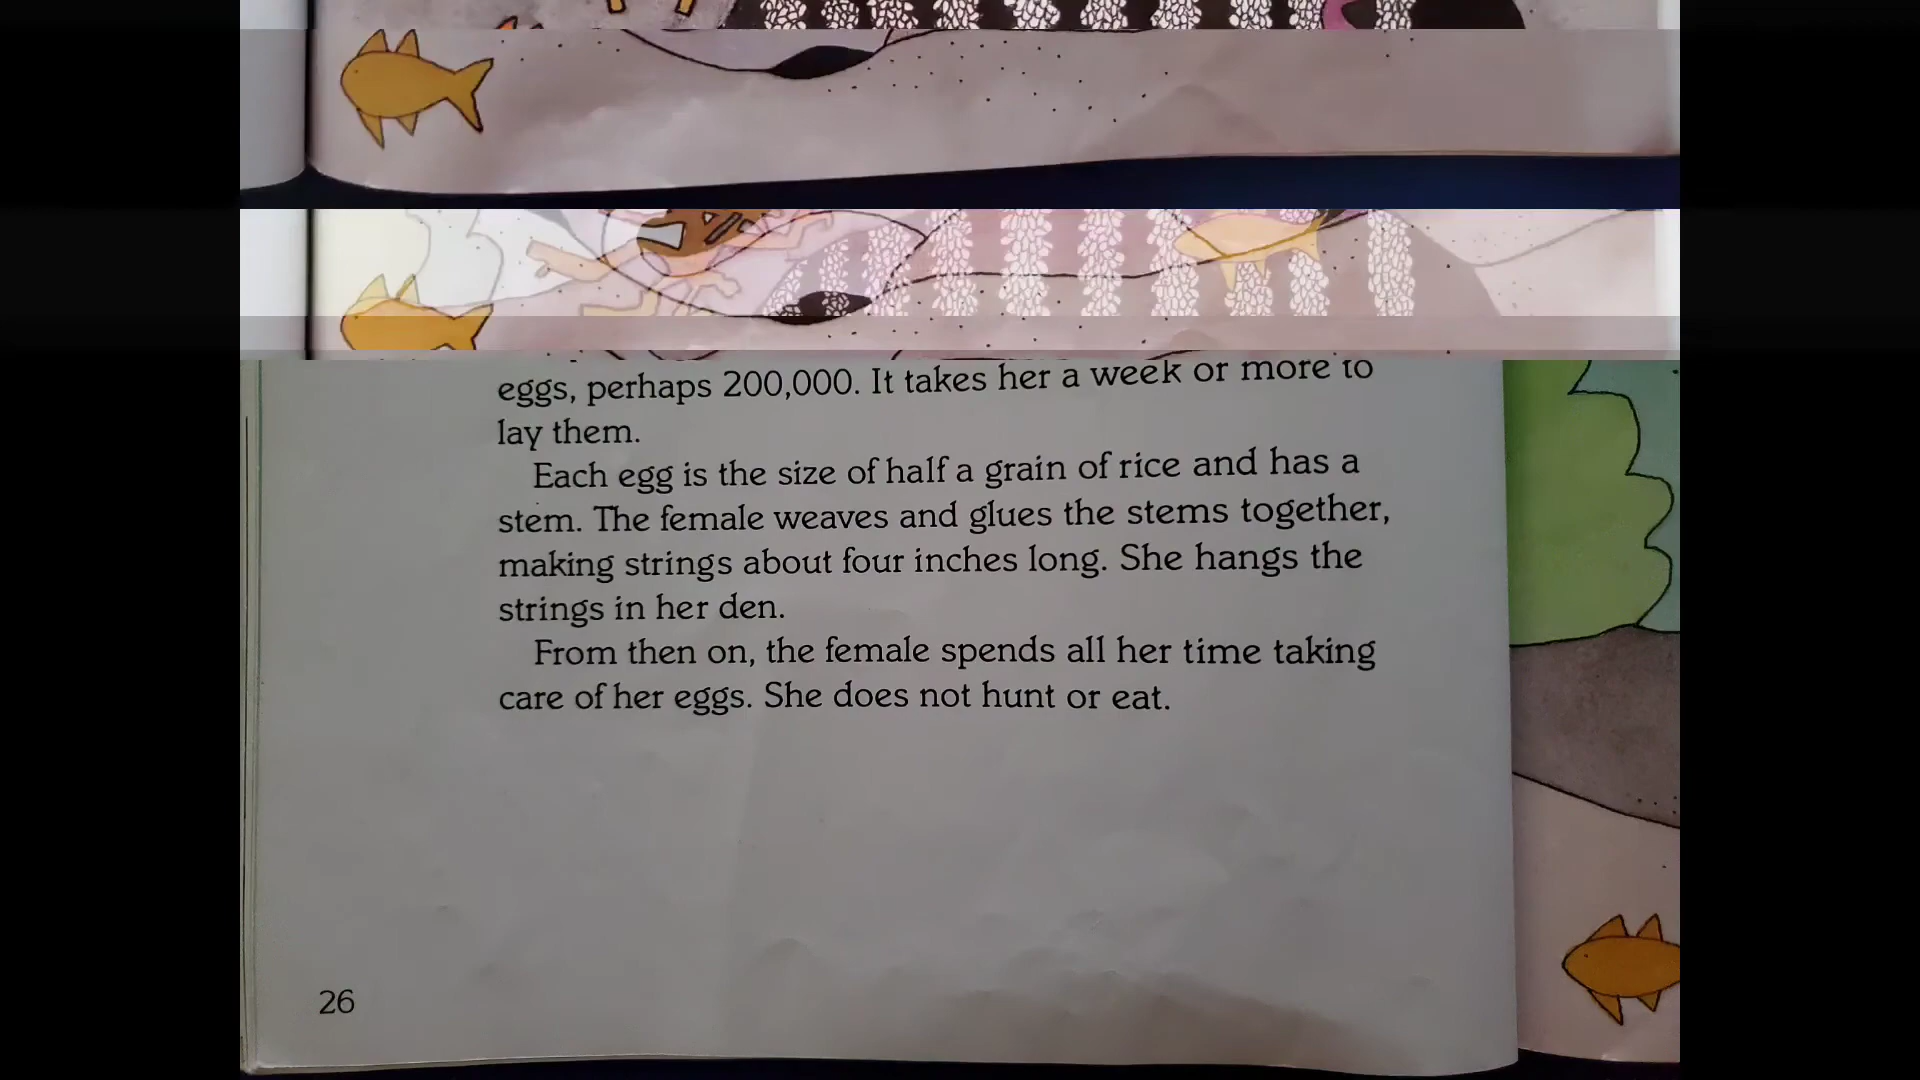 eggs, perhaps 200,000. It takes her a week or more to
lay them.
Each egg is the size of half a grain of rice and has a
stem. The female weaves and glues the stems together,
making strings about four inches long. She hangs the
strings in her den.
From then on, the female spends all her time taking
care of her eggs. She does not hunt or eat.
26